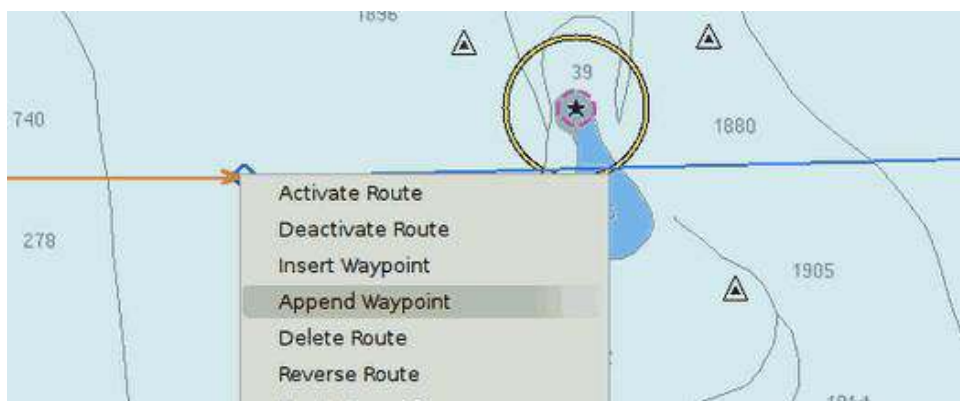 1896
39
740
1880
Activate Route
Deactivate Route
278
Insert Waypoint
1905
Append Waypoint
Delete Route
Reverse Route